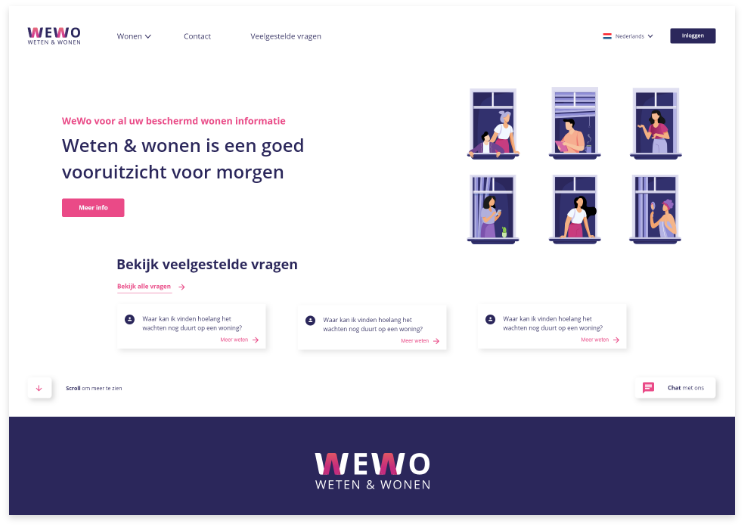 WEWO
WETEN & WONEN
Wonen
Contact
Veelgestelde vragen
Nederlands
Inloggen
WeWo voor al uw beschermd wonen informatie
Weten & wonen is een goed
vooruitzicht voor morgen
Meer info
Bekijk veelgestelde vragen
Bekijk alle vragen
Waar kan ik vinden hoelang het
wachten nog duurt op een woning?
Meer weten
Waar kan ik vinden hoelang het
wachten nog duurt op een woning?
Meer weten
Waar kan ik vinden hoelang het
wachten nog duurt op een woning?
Meer weten
Scroll om meer te zien
Chat met ons
WEWO
WETEN & WONEN